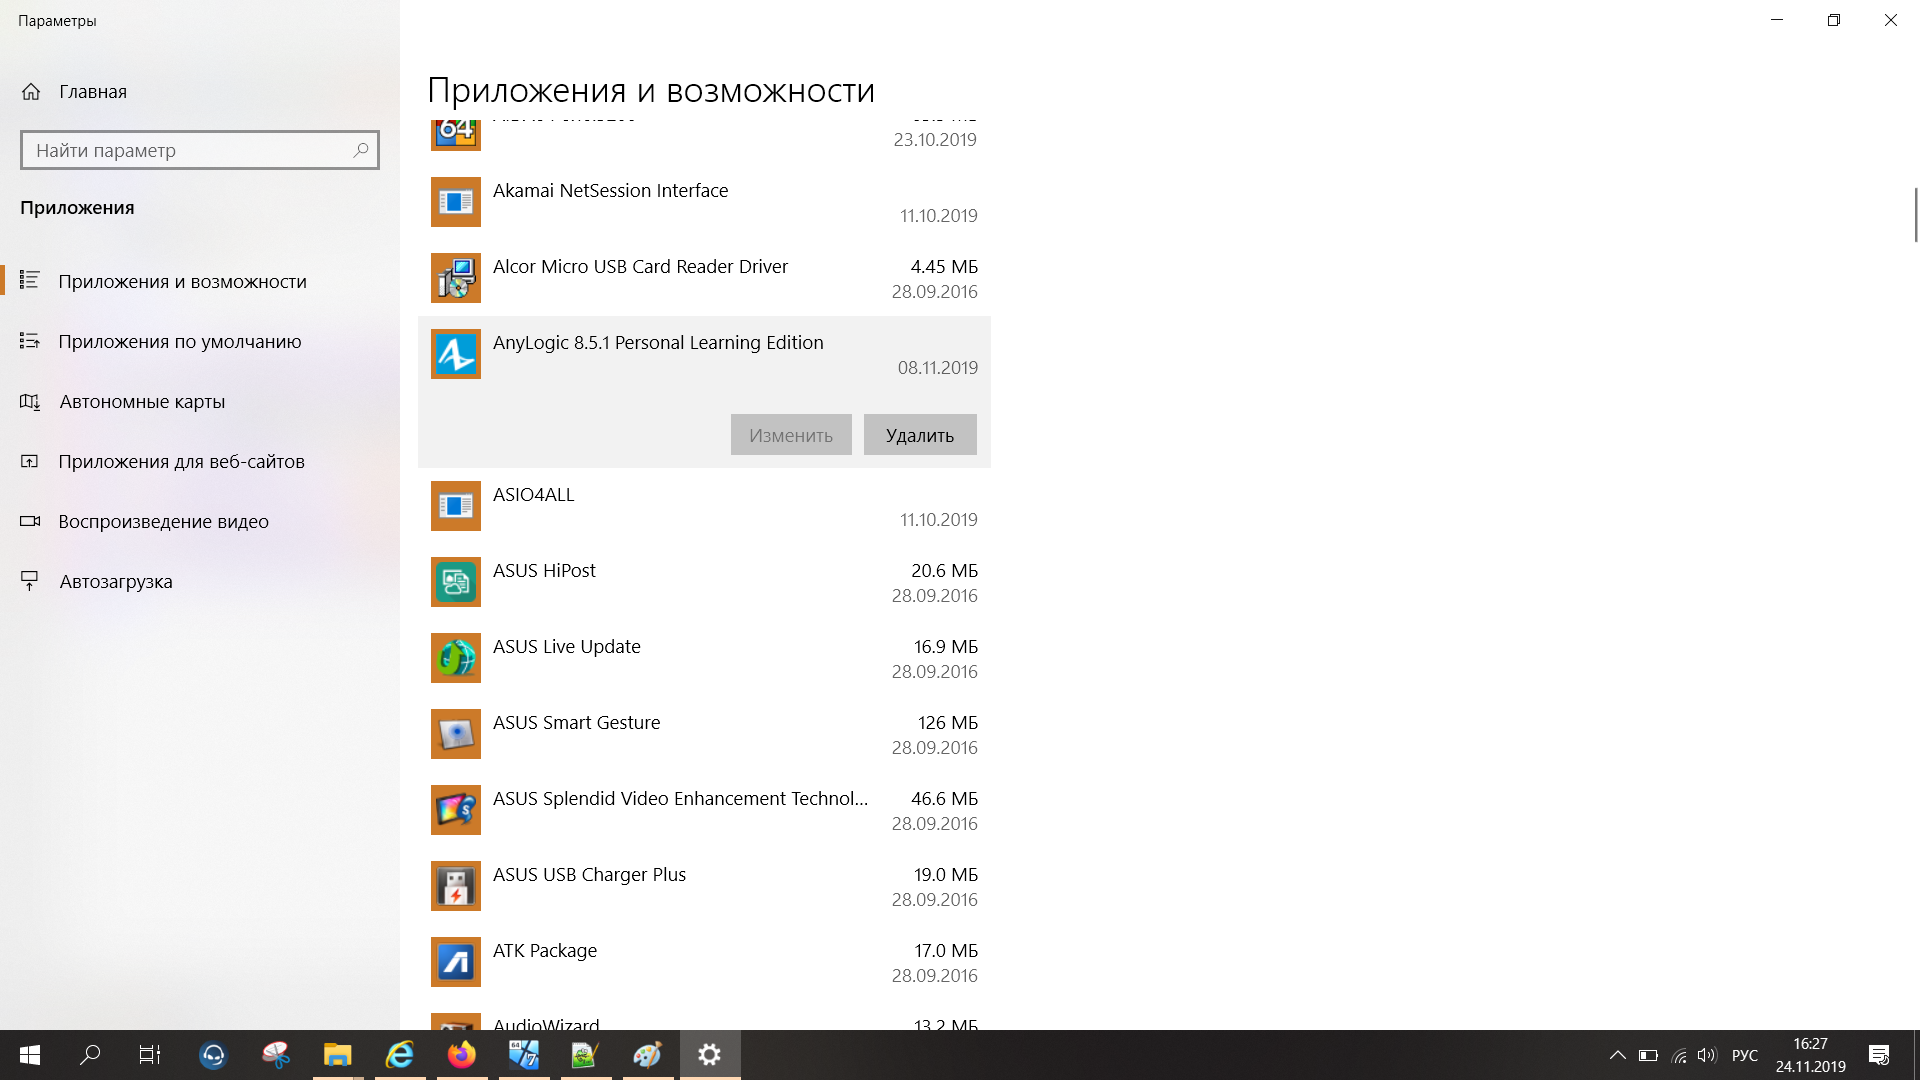 Параметры
Главная
Найти параметр
Приложения
Приложения и возможности
Приложения по умолчанию
Автономные карты
Приложения для веб-сайтов
Воспроизведение видео
Автозагрузка
Приложения и возможности
64
23.10.2019
Akamai NetSession Interface
11.10.2019
Alcor Micro USB Card Reader Driver 4.45 МБ
28.09.2016
AnyLogic 8.5.1 Personal Learning Edition
08.11.2019
Изменить Удалить
ASIO4ALL
11.10.2019
ASUS HiPost 20.6 МБ
28.09.2016
ASUS Live Update 16.9 МБ
28.09.2016
ASUS Smart Gesture 126 МБ
28.09.2016
ASUS Splendid Video Enhancement Technol... 46.6 МБ
28.09.2016
ASUS USB Charger Plus 19.0 МБ
28.09.2016
ATK Package 17.0 МБ
28.09.2016
AudioWizard 13.2 МБ
РУС
16:27
24.11.2019